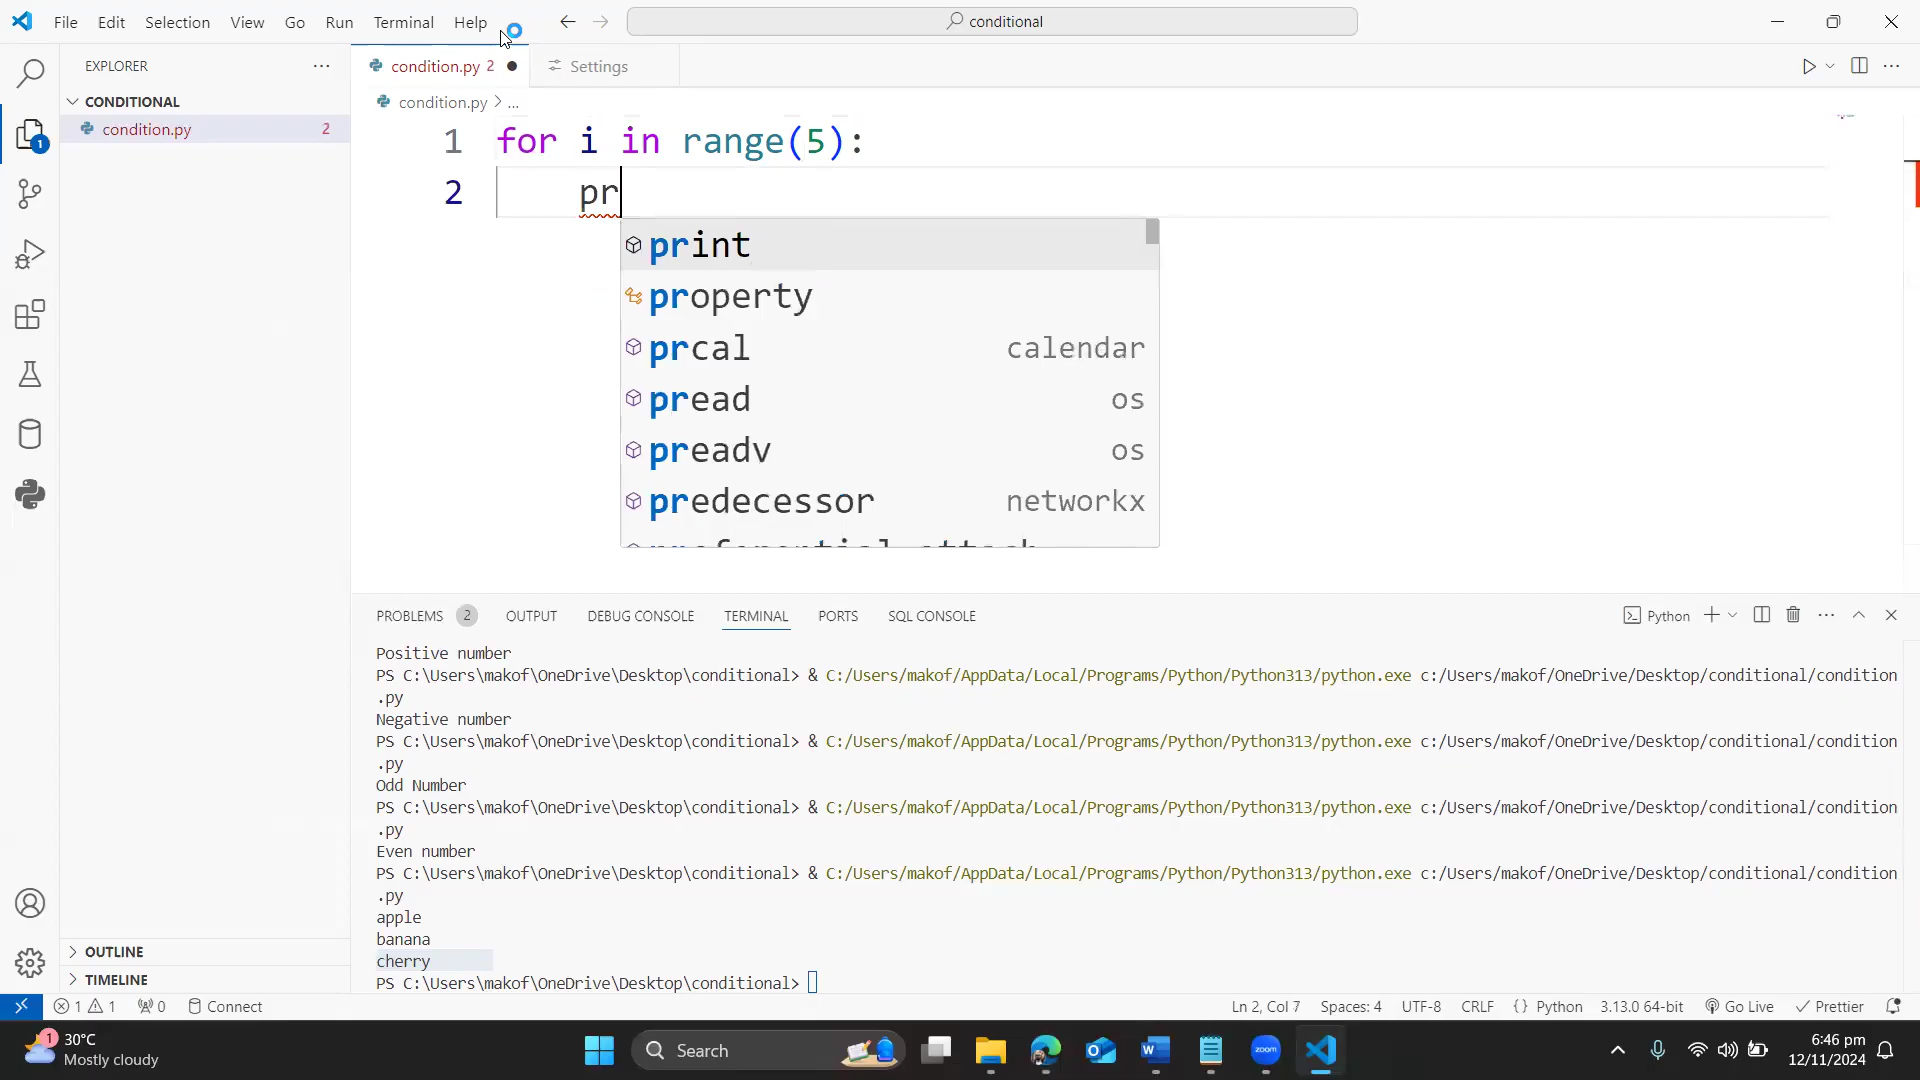 File Edit Selection View Go Run Terminal Help
conditional
EXPLORER
condition.py 2
Settings
CONDITIONAL
condition.py 2
condition.py > ...
1 for i in range(5):
2 pr
print
property
prcal calendar
pread os
preadv os
predecessor networkx
PROBLEMS 2 OUTPUT DEBUG CONSOLE TERMINAL PORTS SQL CONSOLE
Python
Positive number
PS C:\Users\makof\OneDrive\Desktop\conditional> & C:/Users/makof/AppData/Local/Programs/Python/Python313/python.exe c:/Users/makof/OneDrive/Desktop/conditional/condition
.py
Negative number
PS C:\Users\makof\OneDrive\Desktop\conditional> & C:/Users/makof/AppData/Local/Programs/Python/Python313/python.exe c:/Users/makof/OneDrive/Desktop/conditional/condition
.py
Odd Number
PS C:\Users\makof\OneDrive\Desktop\conditional> & C:/Users/makof/AppData/Local/Programs/Python/Python313/python.exe c:/Users/makof/OneDrive/Desktop/conditional/condition
.py
Even number
PS C:\Users\makof\OneDrive\Desktop\conditional> & C:/Users/makof/AppData/Local/Programs/Python/Python313/python.exe c:/Users/makof/OneDrive/Desktop/conditional/condition
.py
apple
banana
cherry
PS C:\Users\makof\OneDrive\Desktop\conditional>
OUTLINE
TIMELINE
1
1 1 0 Connect
Ln 2, Col 7 Spaces: 4 UTF-8 CRLF {} Python 3.13.0 64-bit Go Live Prettier
1
30°C
Mostly cloudy
Search
zoom
6:46 pm
12/11/2024